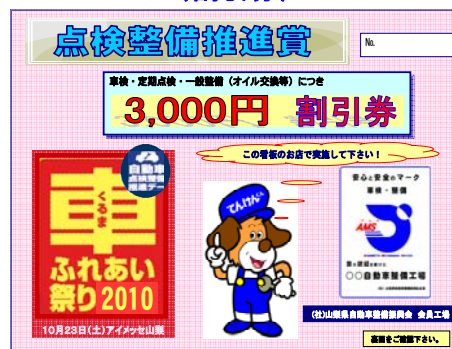 点検整備推進賞
No.
車検・定期点検・一般整備（オイル交換等）につき
3,000円 割引券
この看板のお店で実施して下さい！
自動車
点検整備
推進デー
車
くるま
ふれあい
祭り2010
10月23日(土)アイメッセ山梨
てんけんくん
安心と安全のマーク
車検・整備
AMS
〇〇自動車整備工場
(社)山梨県自動車整備振興会 会員工場
裏面をご確認下さい。